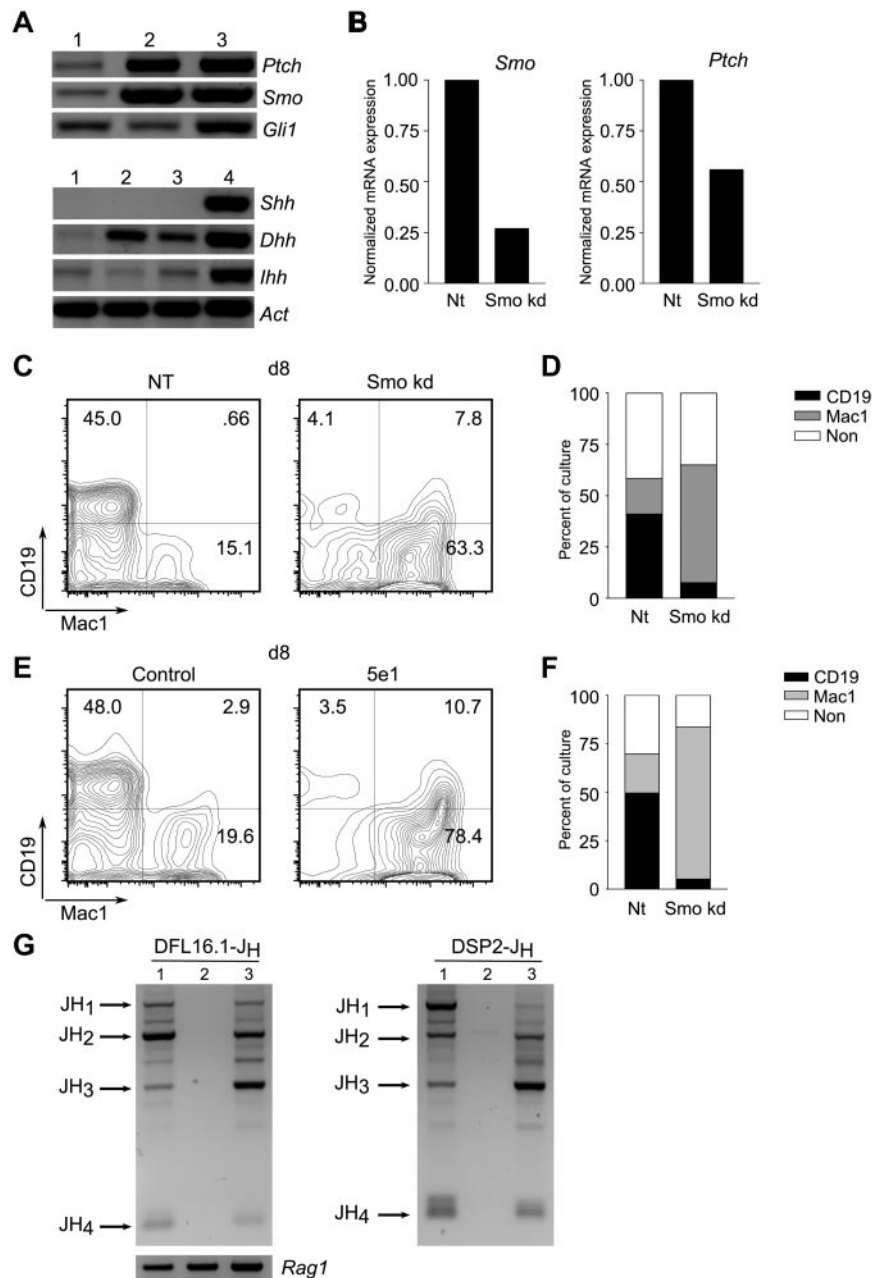 A
1 2 3
Ptch
Smo
Gli1
1 2 3 4
Shh
Dhh
Ihh
Act
B
Smo
Normalized mRNA expression
1.00
0.75
0.50
0.25
0.00
Nt Smo kd
Ptch
Normalized mRNA expression
1.00
0.75
0.50
0.25
0.00
Nt Smo kd
C
d8
NT
45.0 .66
15.1
CD19
Mac1
Smo kd
4.1 7.8
63.3
D
Percent of culture
100
75
50
25
0
Nt Smo kd
CD19
Mac1
Non
E
d8
Control
48.0 2.9
19.6
CD19
Mac1
5e1
3.5 10.7
78.4
F
Percent of culture
100
75
50
25
0
Nt Smo kd
CD19
Mac1
Non
G
DFL16.1-JH
1 2 3
JH1
JH2
JH3
JH4
Rag1
DSP2-JH
1 2 3
JH1
JH2
JH3
JH4